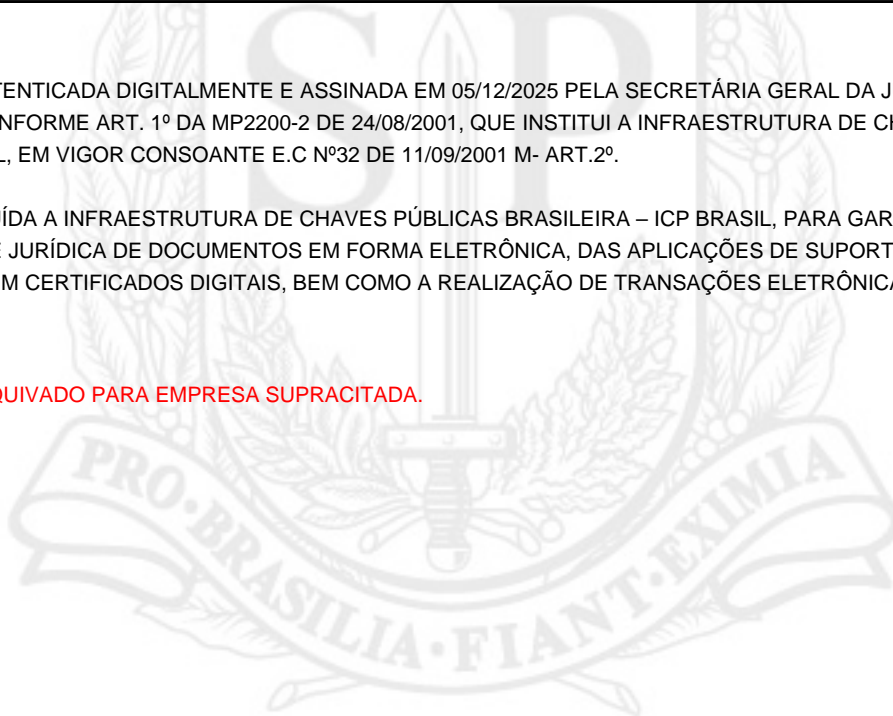 TENTICADA DIGITALMENTE E ASSINADA EM 05/12/2025 PELA SECRETÁRIA GERAL DA J
NFORME ART. 1º DA MP2200-2 DE 24/08/2001, QUE INSTITUI A INFRAESTRUTURA DE CH
L, EM VIGOR CONSOANTE E.C Nº32 DE 11/09/2001 M- ART.2º.
UÍDA A INFRAESTRUTURA DE CHAVES PÚBLICAS BRASILEIRA – ICP BRASIL, PARA GAR
E JURÍDICA DE DOCUMENTOS EM FORMA ELETRÔNICA, DAS APLICAÇÕES DE SUPORT
M CERTIFICADOS DIGITAIS, BEM COMO A REALIZAÇÃO DE TRANSAÇÕES ELETRÔNICA
QUIVADO PARA EMPRESA SUPRACITADA.
SP
PRO·BRASILIA·FIANT·EXIMIA